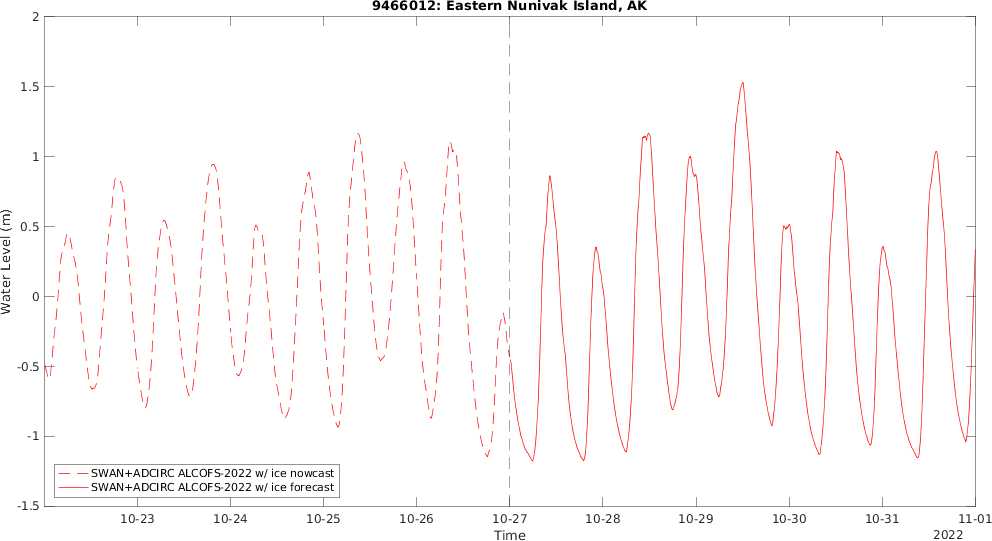 9466012: Eastern Nunivak Island, AK
2
1.5
1
0.5
0
-0.5
-1
-1.5
Water Level (m)
SWAN+ADCIRC ALCOFS-2022 w/ ice nowcast
SWAN+ADCIRC ALCOFS-2022 w/ ice forecast
10-23 10-24 10-25 10-26 10-27 10-28 10-29 10-30 10-31 11-01
Time
2022